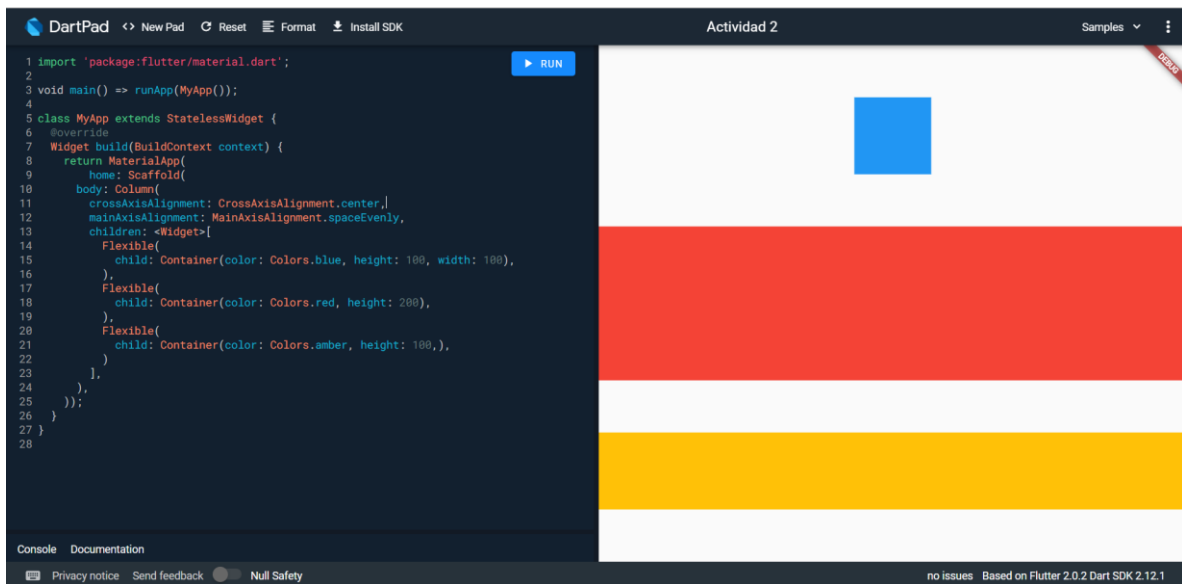 DartPad <> New Pad Reset Format Install SDK Actividad 2 Samples
1 import 'package:flutter/material.dart';
RUN
DEBUG
2
3 void main() => runApp(MyApp());
4
5 class MyApp extends StatelessWidget {
6 @override
7 Widget build(BuildContext context) {
8 return MaterialApp(
9 home: Scaffold(
10 body: Column(
11 crossAxisAlignment: CrossAxisAlignment.center,
12 mainAxisAlignment: MainAxisAlignment.spaceEvenly,
13 children: <Widget>[
14 Flexible(
15 child: Container(color: Colors.blue, height: 100, width: 100),
16 ),
17 Flexible(
18 child: Container(color: Colors.red, height: 200),
19 ),
20 Flexible(
21 child: Container(color: Colors.amber, height: 100,),
22 )
23 ],
24 ),
25 ));
26 }
27 }
28
Console Documentation
Privacy notice Send feedback Null Safety no issues Based on Flutter 2.0.2 Dart SDK 2.12.1